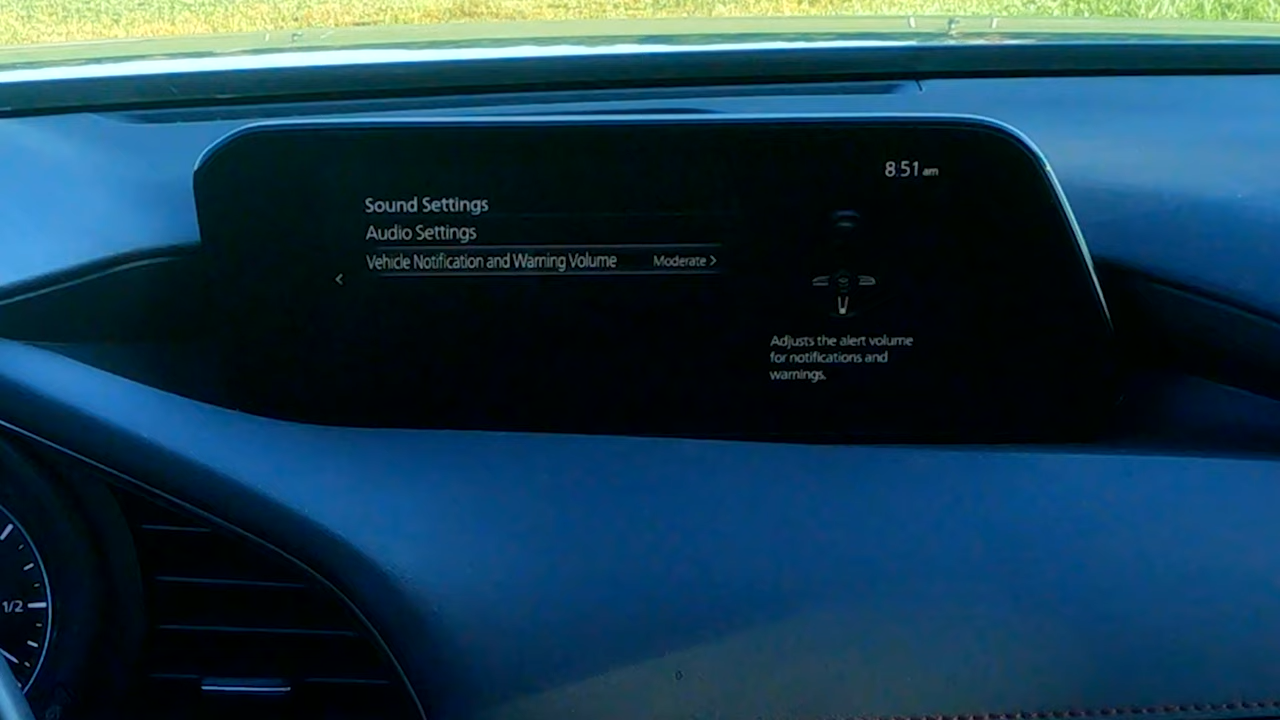 8:51 am
Sound Settings
Audio Settings
Vehicle Notification and Warning Volume Moderate >
<
Adjusts the alert volume
for notifications and
warnings.
1/2